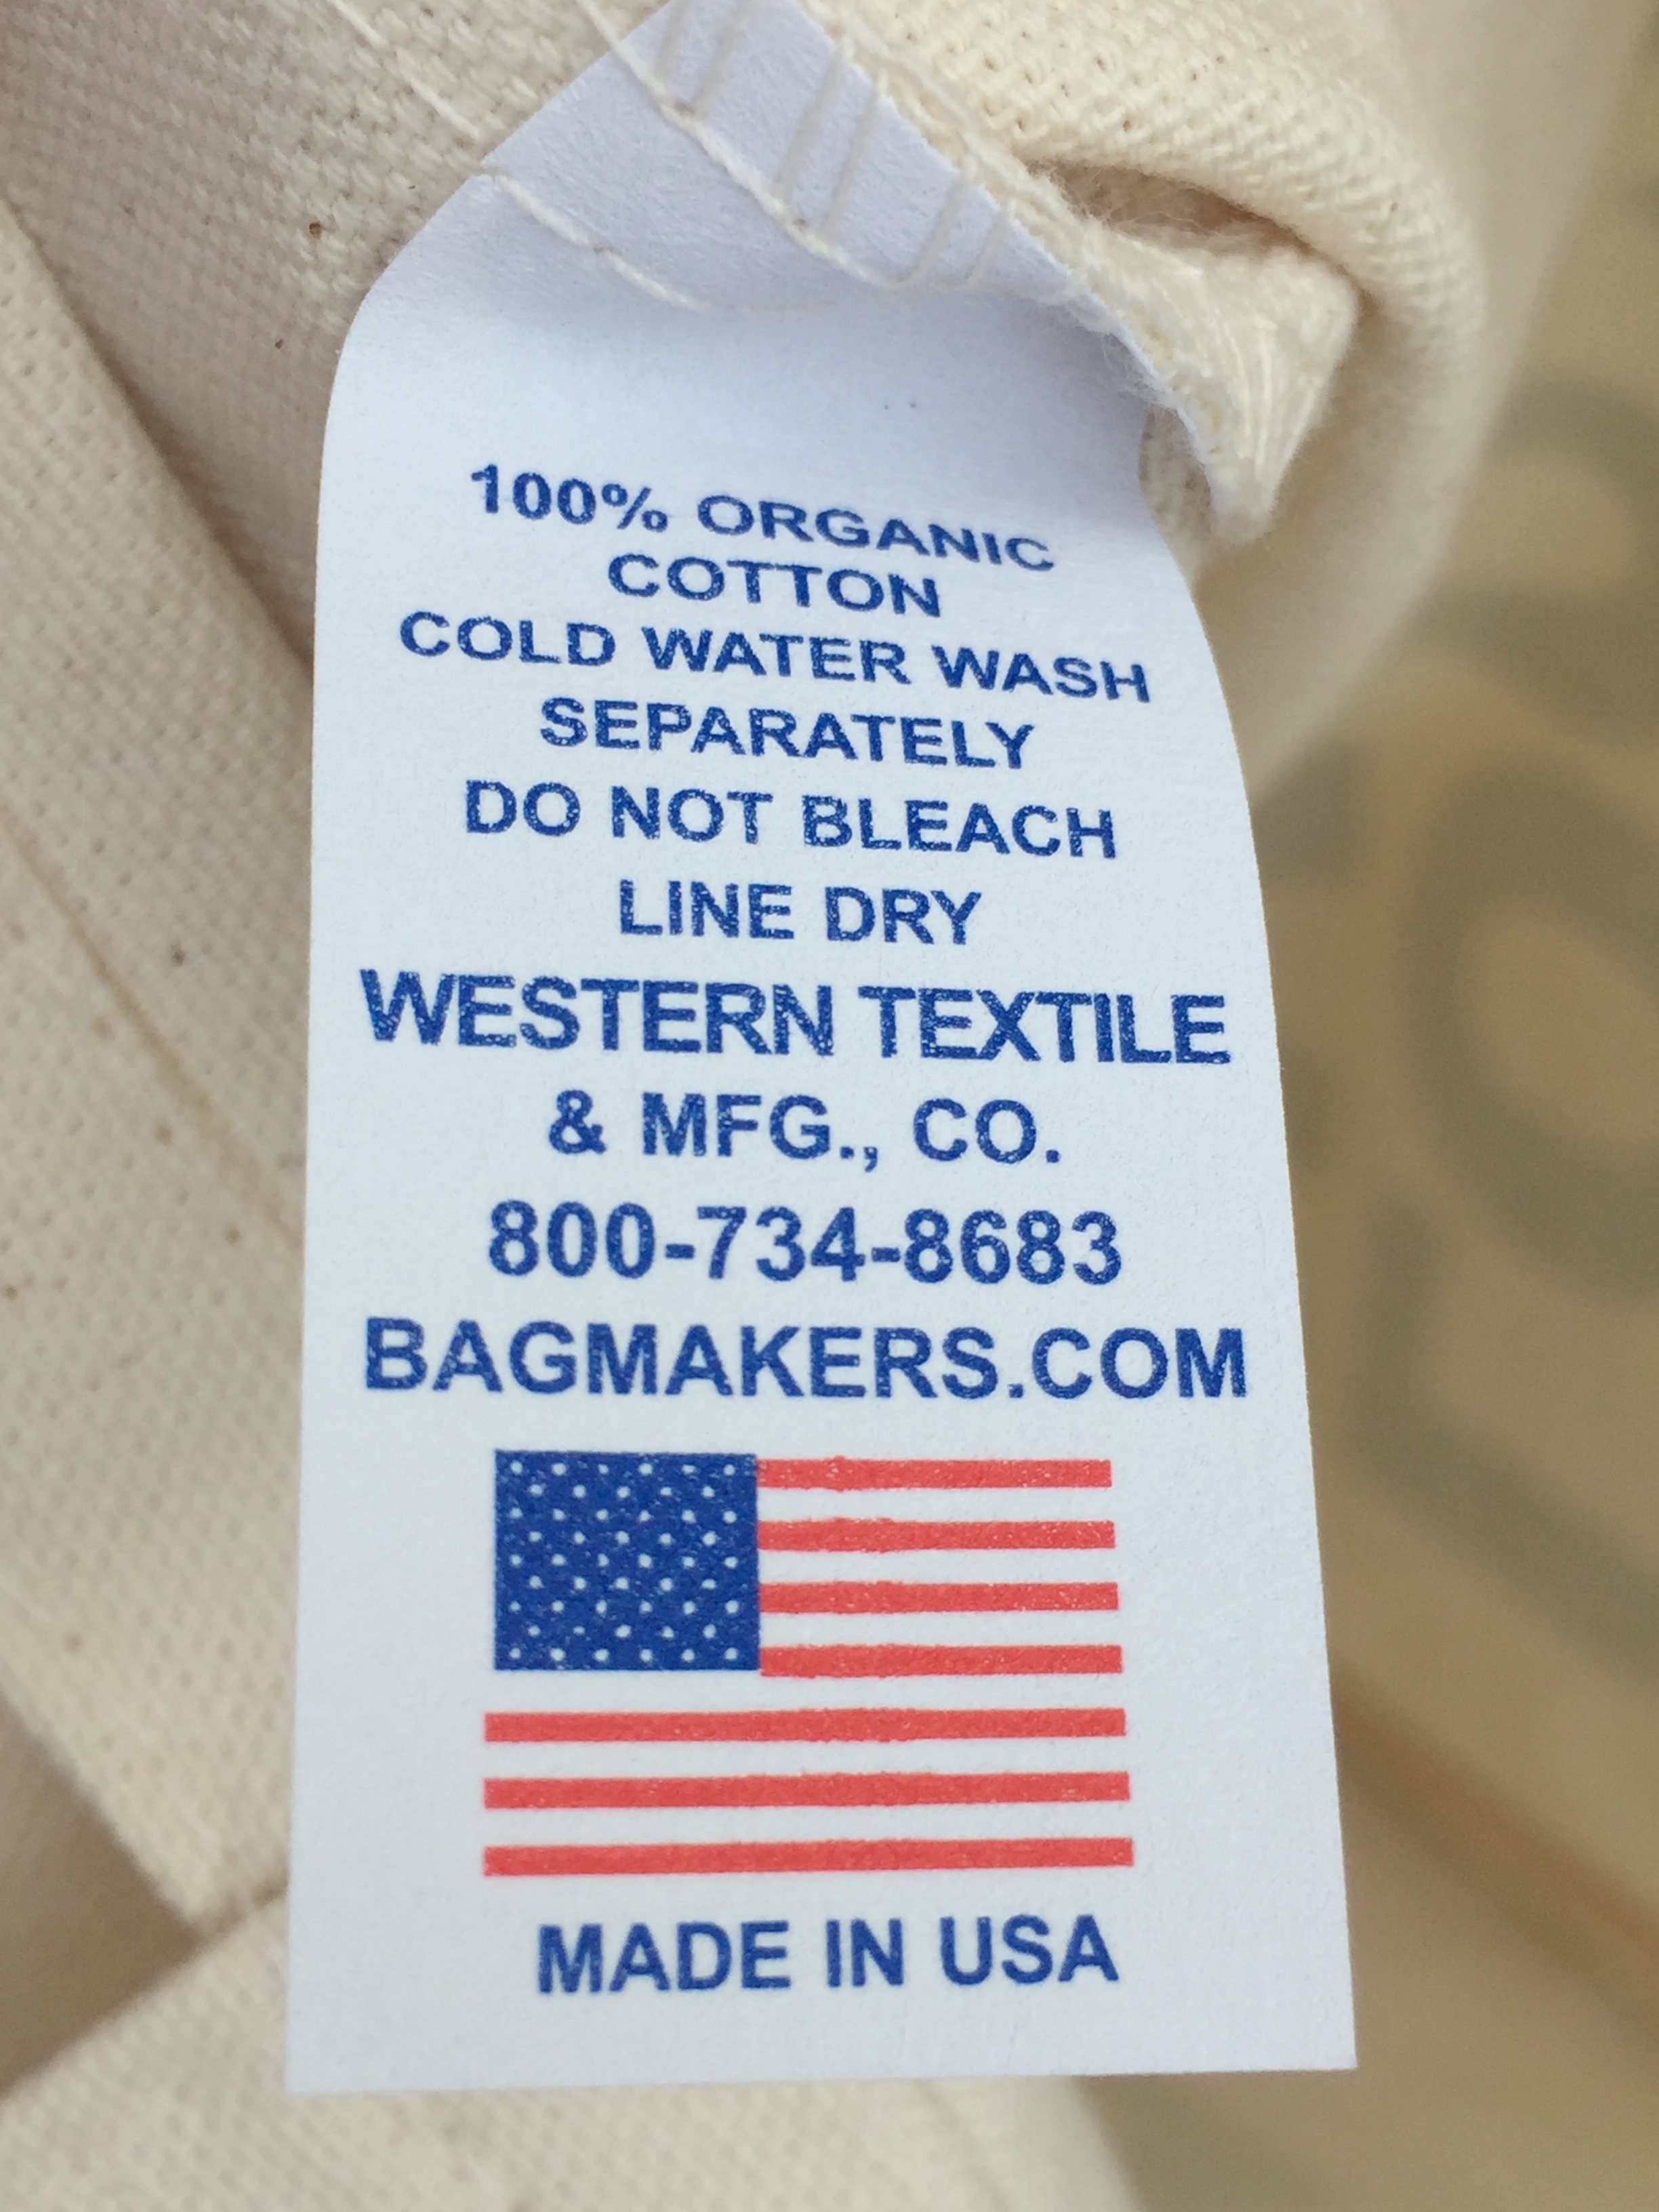 100% ORGANIC
COTTON
COLD WATER WASH
SEPARATELY
DO NOT BLEACH
LINE DRY
WESTERN TEXTILE
& MFG., CO.
800-734-8683
BAGMAKERS.COM
MADE IN USA